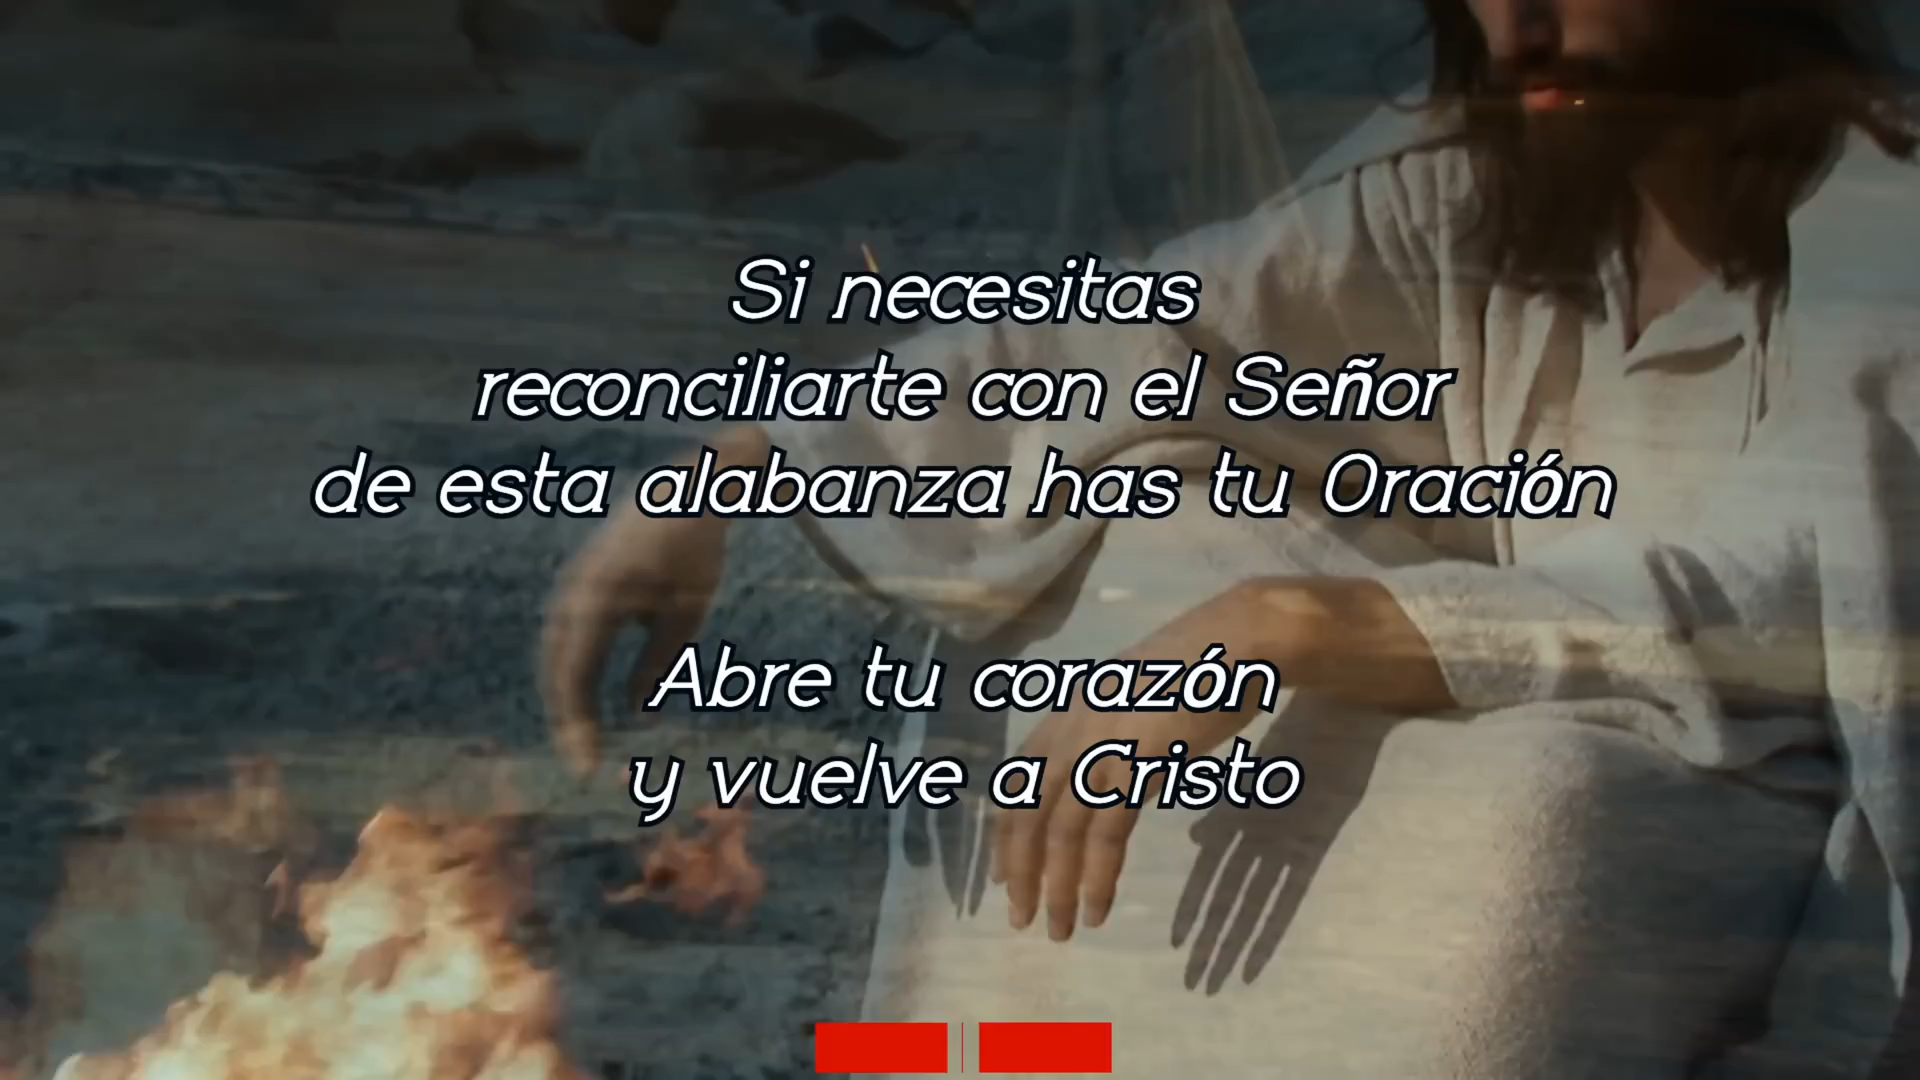 Si necesitas
reconciliarte con el Señor
de esta alabanza has tu Oración
Abre tu corazón
y vuelve a Cristo